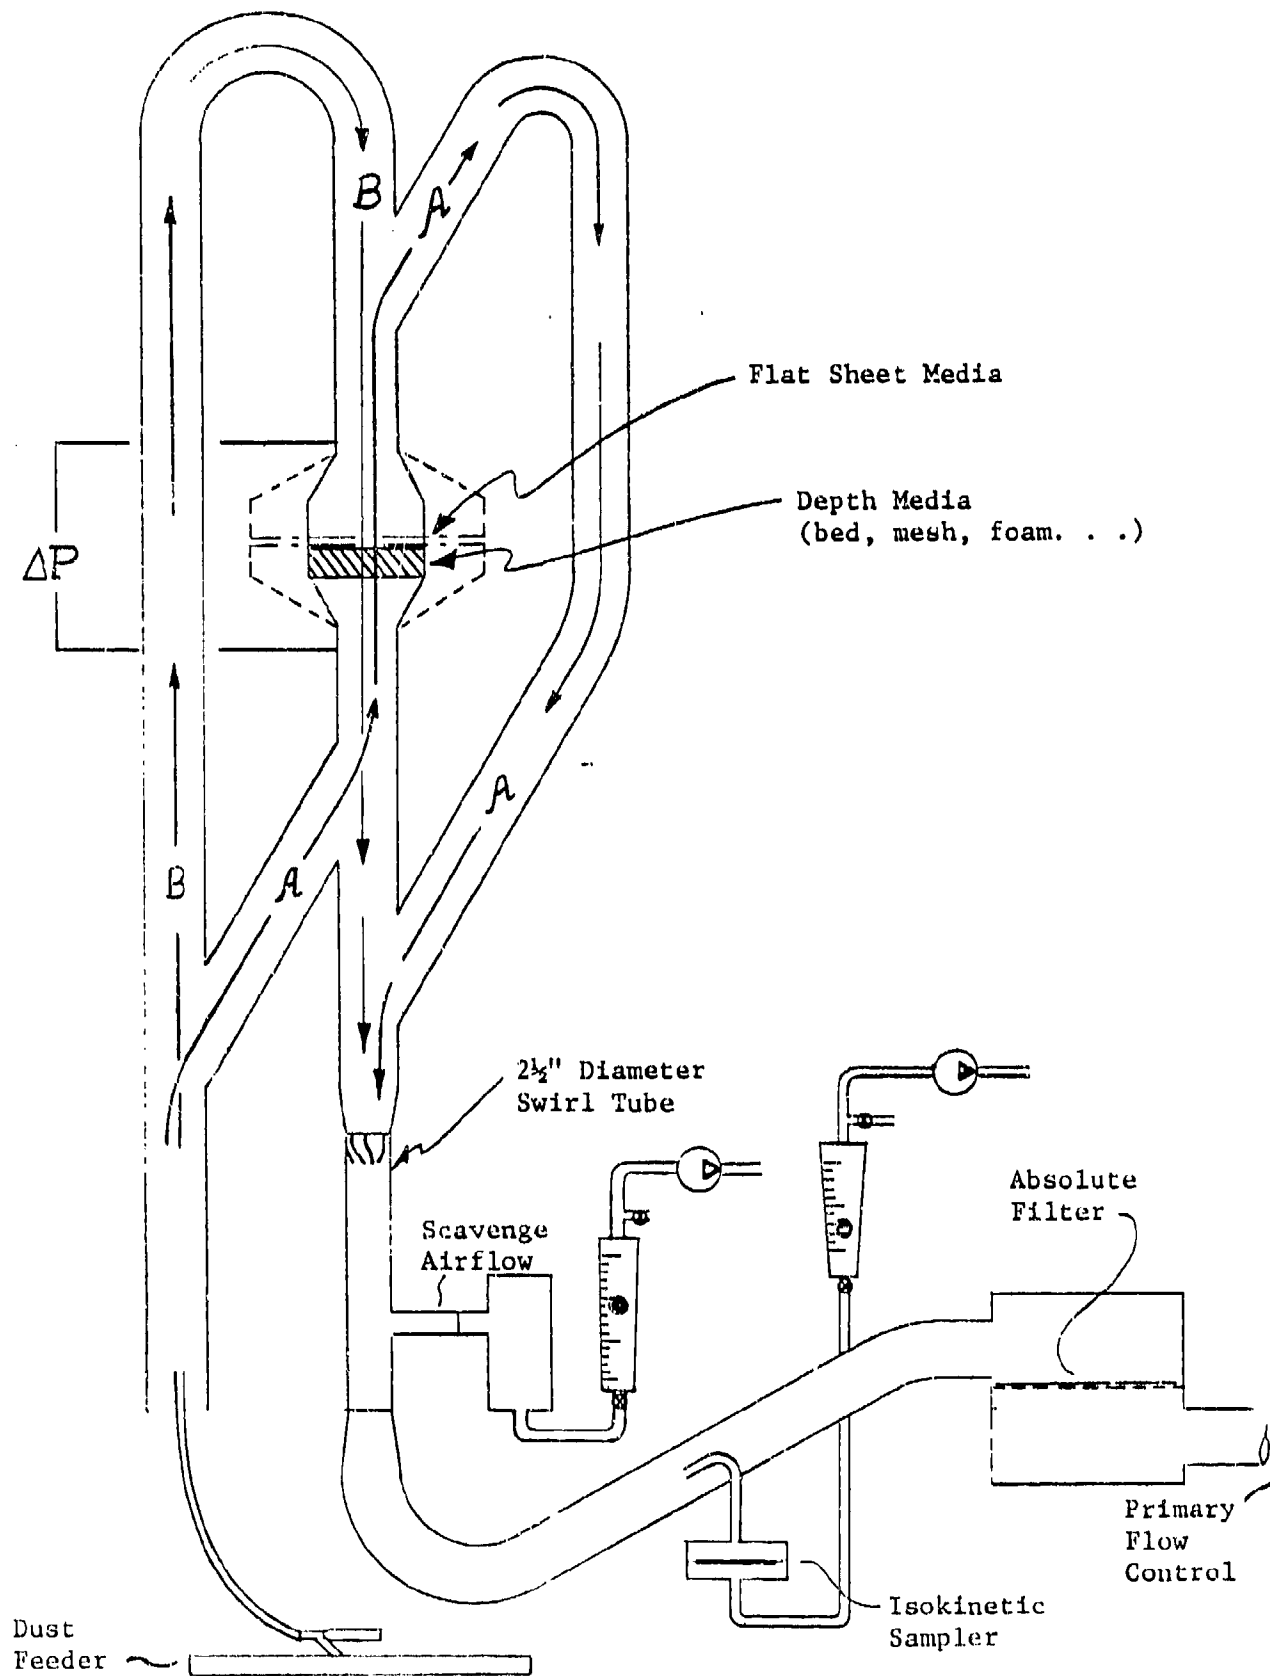 B
A
Flat Sheet Media
Depth Media
(bed, mesh, foam. . .)
ΔP
A
B
A
2½" Diameter
Swirl Tube
Scavenge
Airflow
Absolute
Filter
Primary
Flow
Control
Isokinetic
Sampler
Dust
Feeder